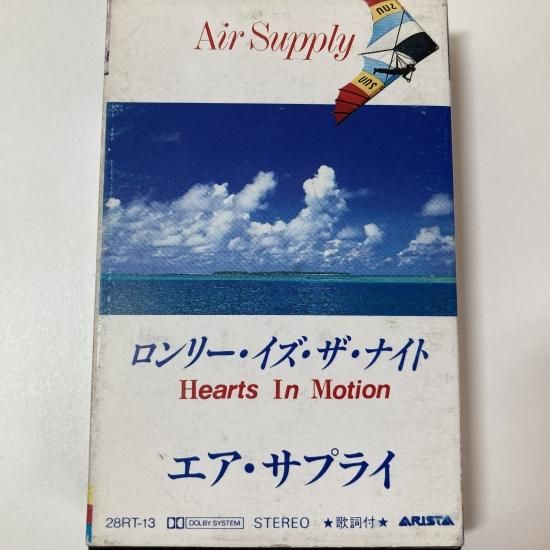 Air Supply
SUN
SUN
ロンリー・イズ・ザ・ナイト
Hearts In Motion
エア・サプライ
28RT-13 DOLBY SYSTEM STEREO ★歌詞付★ ARISTA